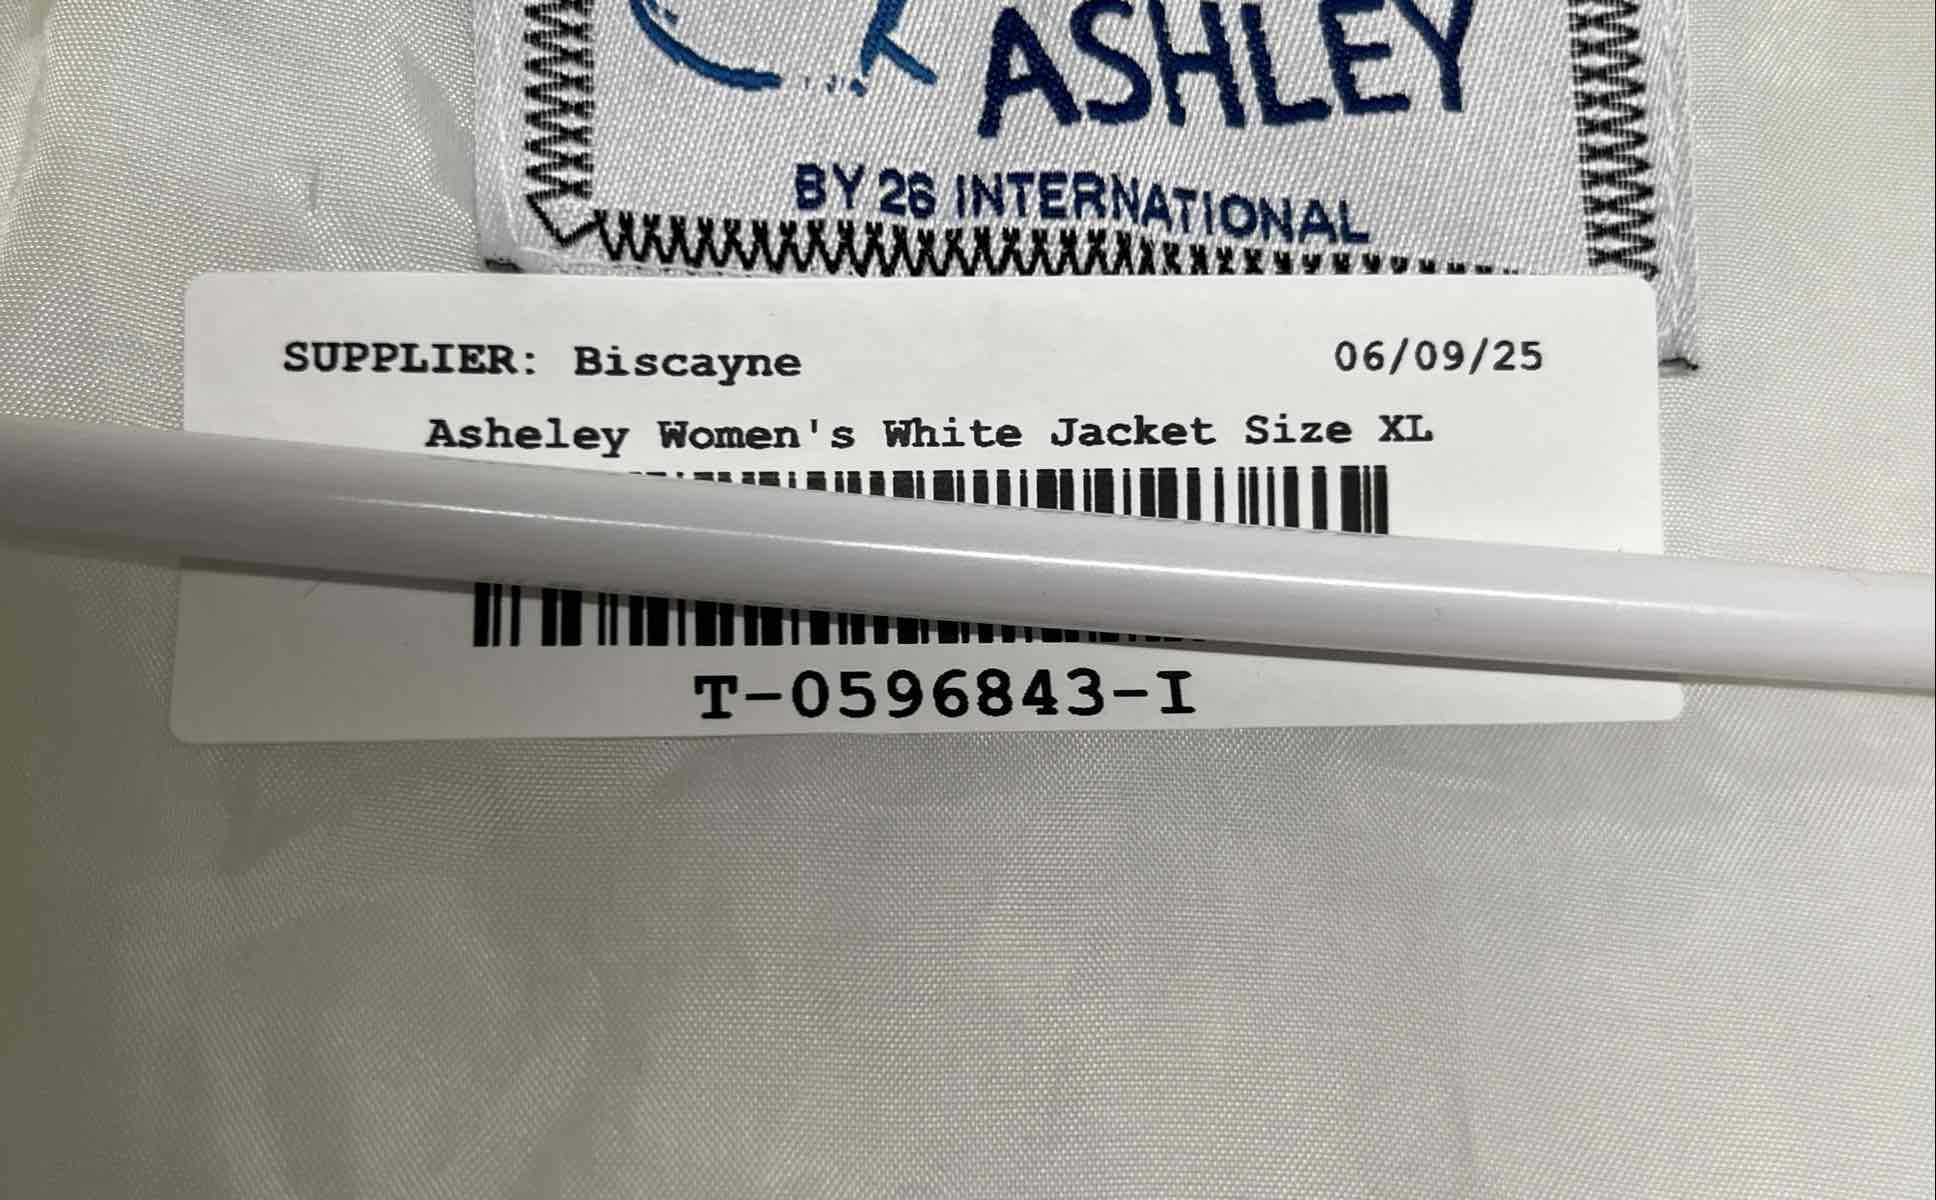 ASHLEY
BY 26 INTERNATIONAL
SUPPLIER: Biscayne 06/09/25
Asheley Women's White Jacket Size XL
T-0596843-I